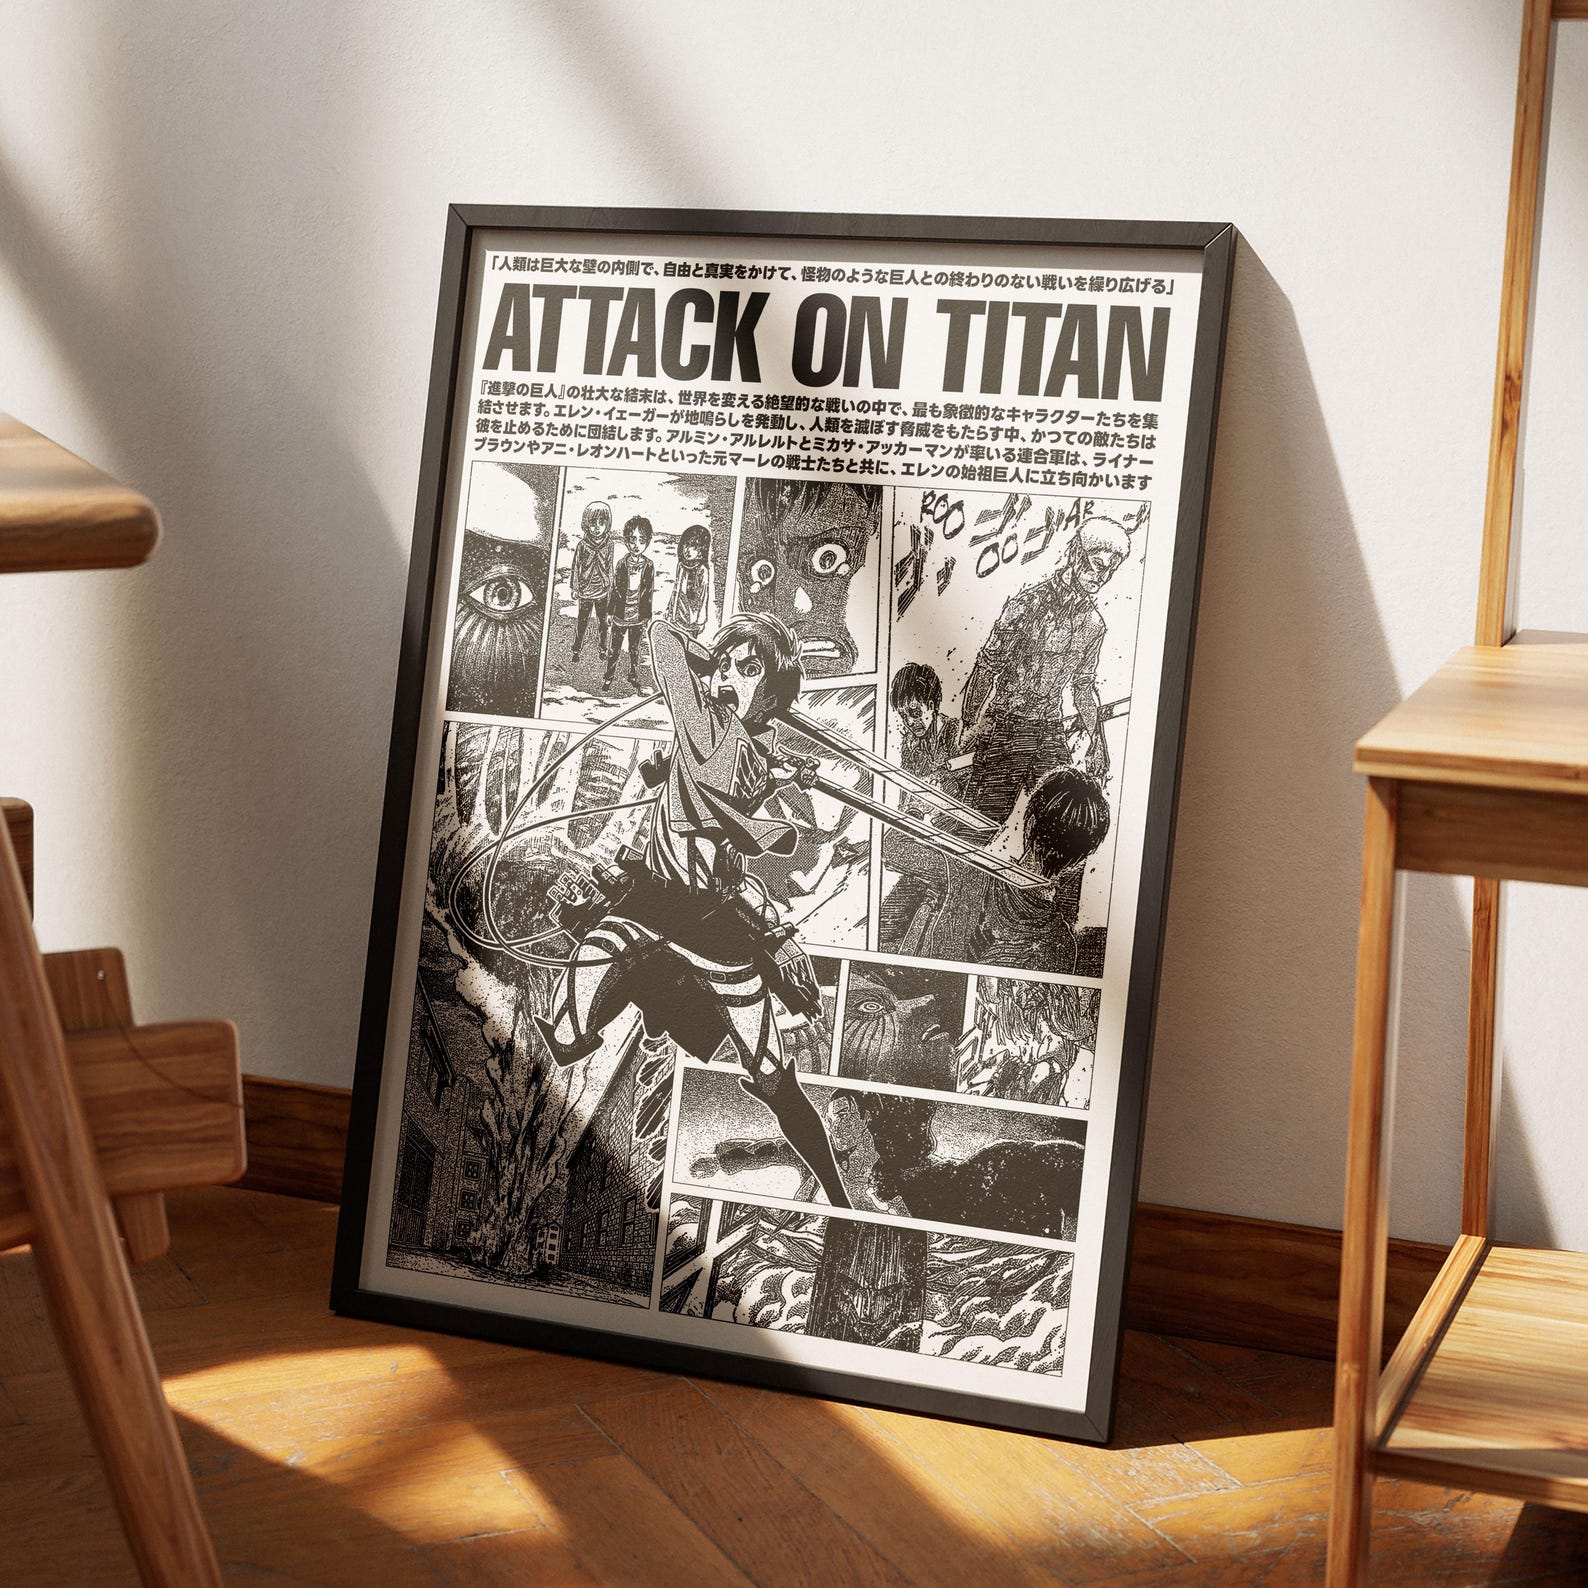 「人類は巨大な壁の内側で、自由と真実をかけて、怪物のような巨人との終わりのない戦いを繰り広げる」
ATTACK ON TITAN
『進撃の巨人』の壮大な結末は、世界を変える絶望的な戦いの中で、最も象徴的なキャラクターたちを集
結させます。エレン・イェーガーが地鳴らしを発動し、人類を滅ぼす脅威をもたらす中、かつての敵たちは
彼を止めるために団結します。アルミン・アルレルトとミカサ・アッカーマンが率いる連合軍は、ライナー
ブラウンやアニ・レオンハートといった元マーレの戦士たちと共に、エレンの始祖巨人に立ち向かいます